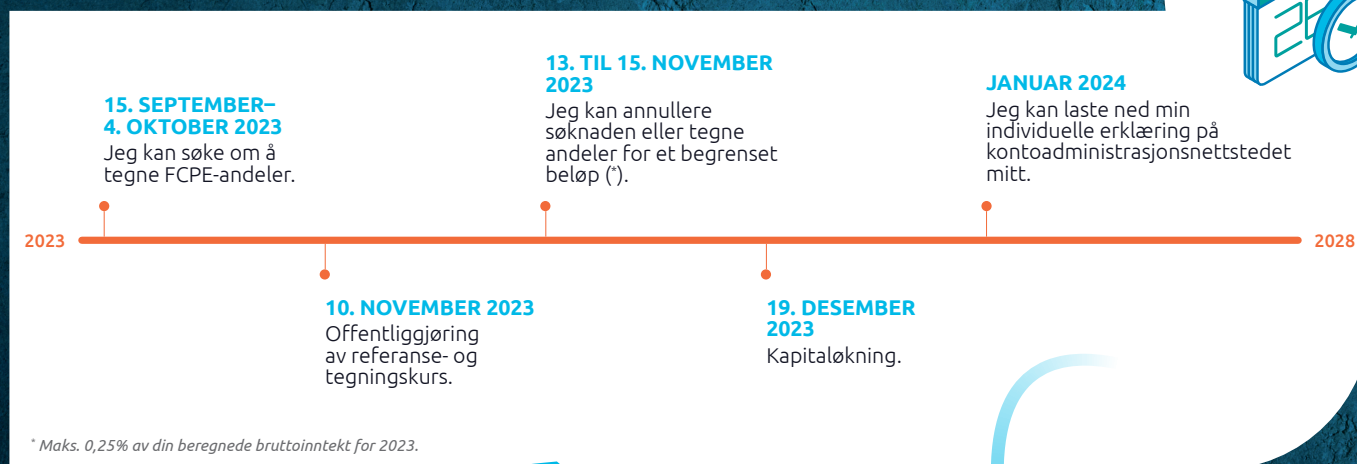 15. SEPTEMBER–
4. OKTOBER 2023
Jeg kan søke om å
tegne FCPE-andeler.
13. TIL 15. NOVEMBER
2023
Jeg kan annullere
søknaden eller tegne
andeler for et begrenset
beløp (*).
JANUAR 2024
Jeg kan laste ned min
individuelle erklæring på
kontoadministrasjonsnettstedet
mitt.
2023
2028
10. NOVEMBER 2023
Offentliggjøring
av referanse- og
tegningskurs.
19. DESEMBER
2023
Kapitaløkning.
* Maks. 0,25% av din beregnede bruttoinntekt for 2023.